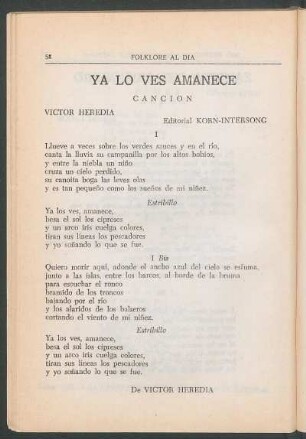 58
FOLKLORE AL DIA
YA LO VES AMANECE
CANCION
VICTOR HEREDIA
Editorial KORN-INTERSONG
I
Llueve a veces sobre los verdes sauces y en el río,
canta la lluvia su campanilla por los altos bohíos,
y entre la niebla un niño
cruza un cielo perdido,
su canoita boga las leves olas
y es tan pequeño como los sueños de mi niñez.
Estribillo
Ya los ves, amanece,
besa el sol los cipreses
y un arco iris cuelga colores,
tiran sus líneas los pescadores
y yo soñando lo que se fue.
I Bis
Quiero morir aquí, adonde el sucho azul del cielo se esfuma,
junto a las islas, entre los barcos, al borde de la bruma
para escuchar el ronco
bramido de los troncos
bajando por el río
y los alaridos de los balseros
cortando el viento de mi niñez.
Estribillo
Ya los ves, amanece,
besa el sol los cipreses
y un arco iris cuelga colores,
tiran sus líneas los pescadores
y yo soñando lo que se fue.
De VICTOR HEREDIA